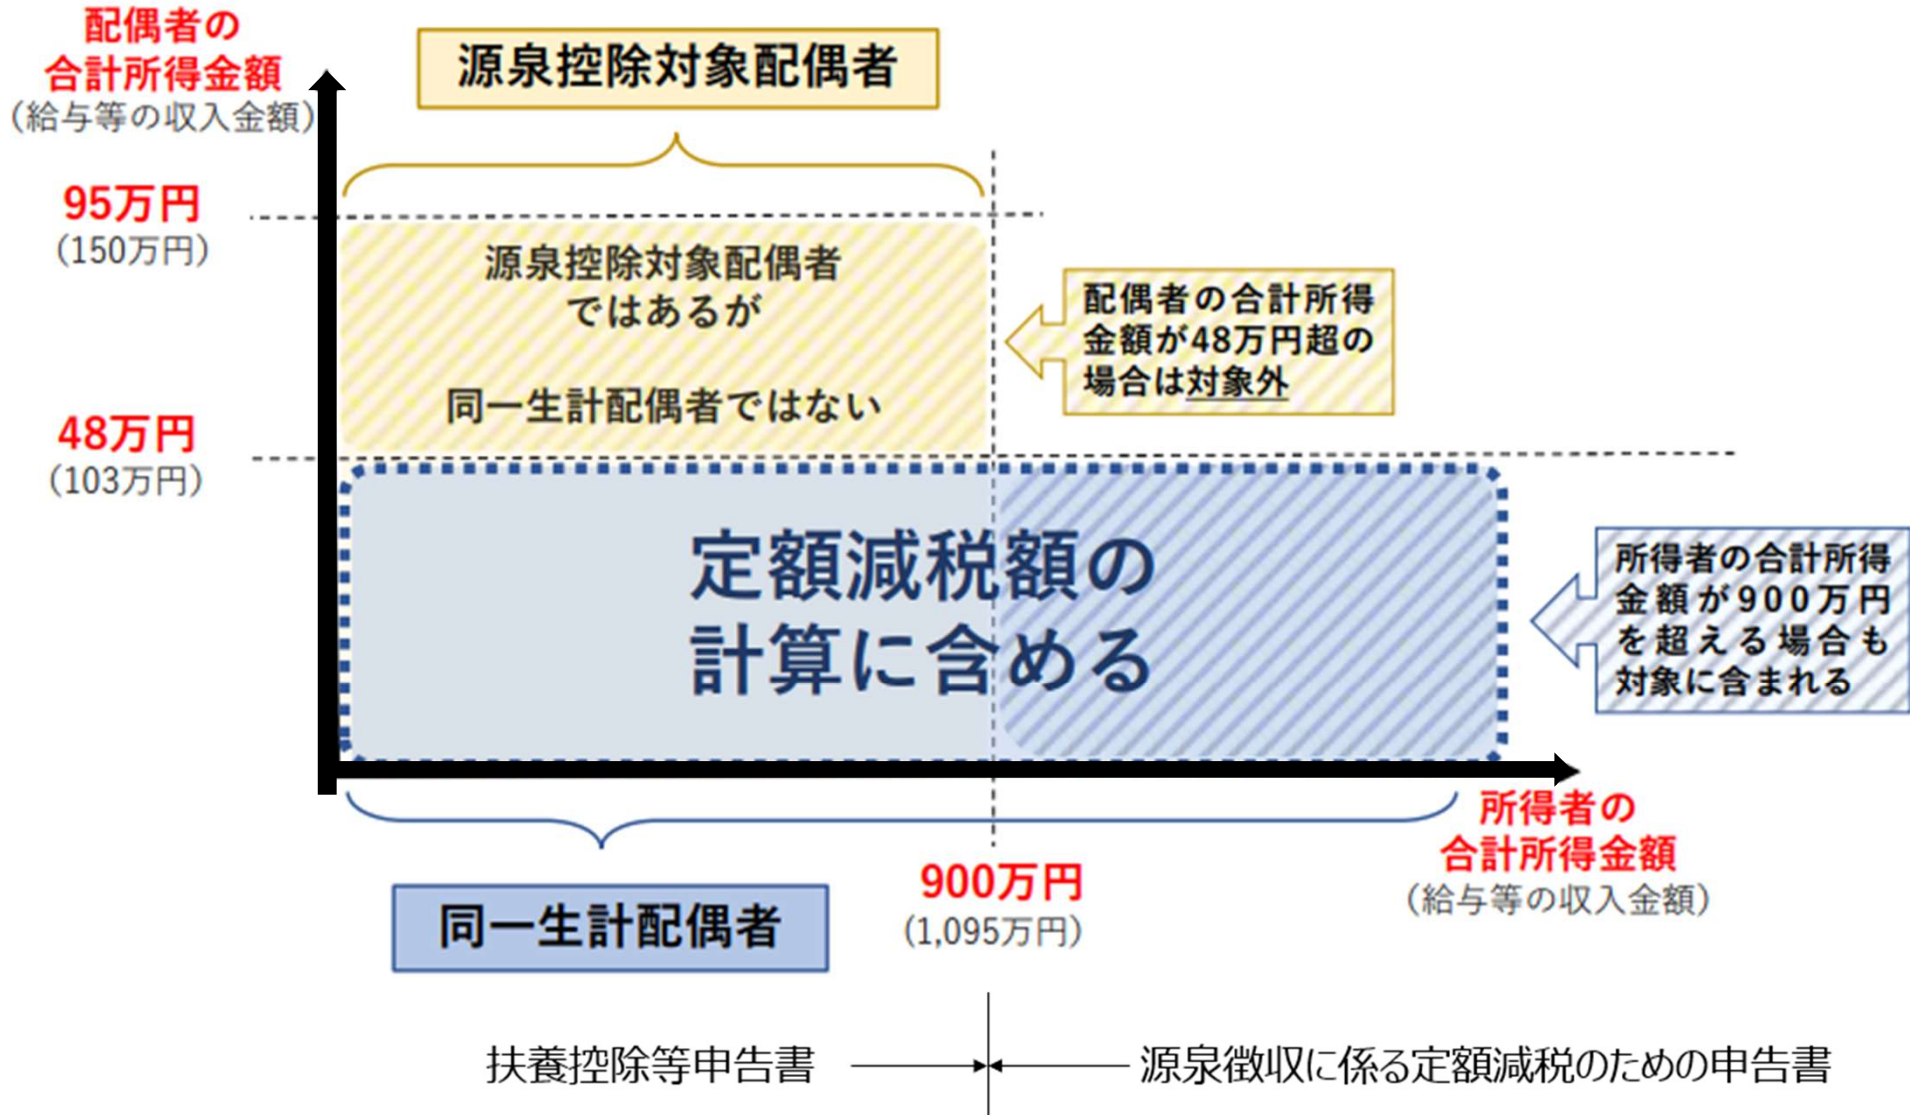 配偶者の
合計所得金額
（給与等の収入金額）
源泉控除対象配偶者
95万円
（150万円）
源泉控除対象配偶者
ではあるが
同一生計配偶者ではない
配偶者の合計所得
金額が48万円超の
場合は対象外
48万円
（103万円）
定額減税額の
計算に含める
所得者の合計所得
金額が900万円
を超える場合も
対象に含まれる
所得者の
合計所得金額
（給与等の収入金額）
900万円
（1,095万円）
同一生計配偶者
扶養控除等申告書
源泉徴収に係る定額減税のための申告書